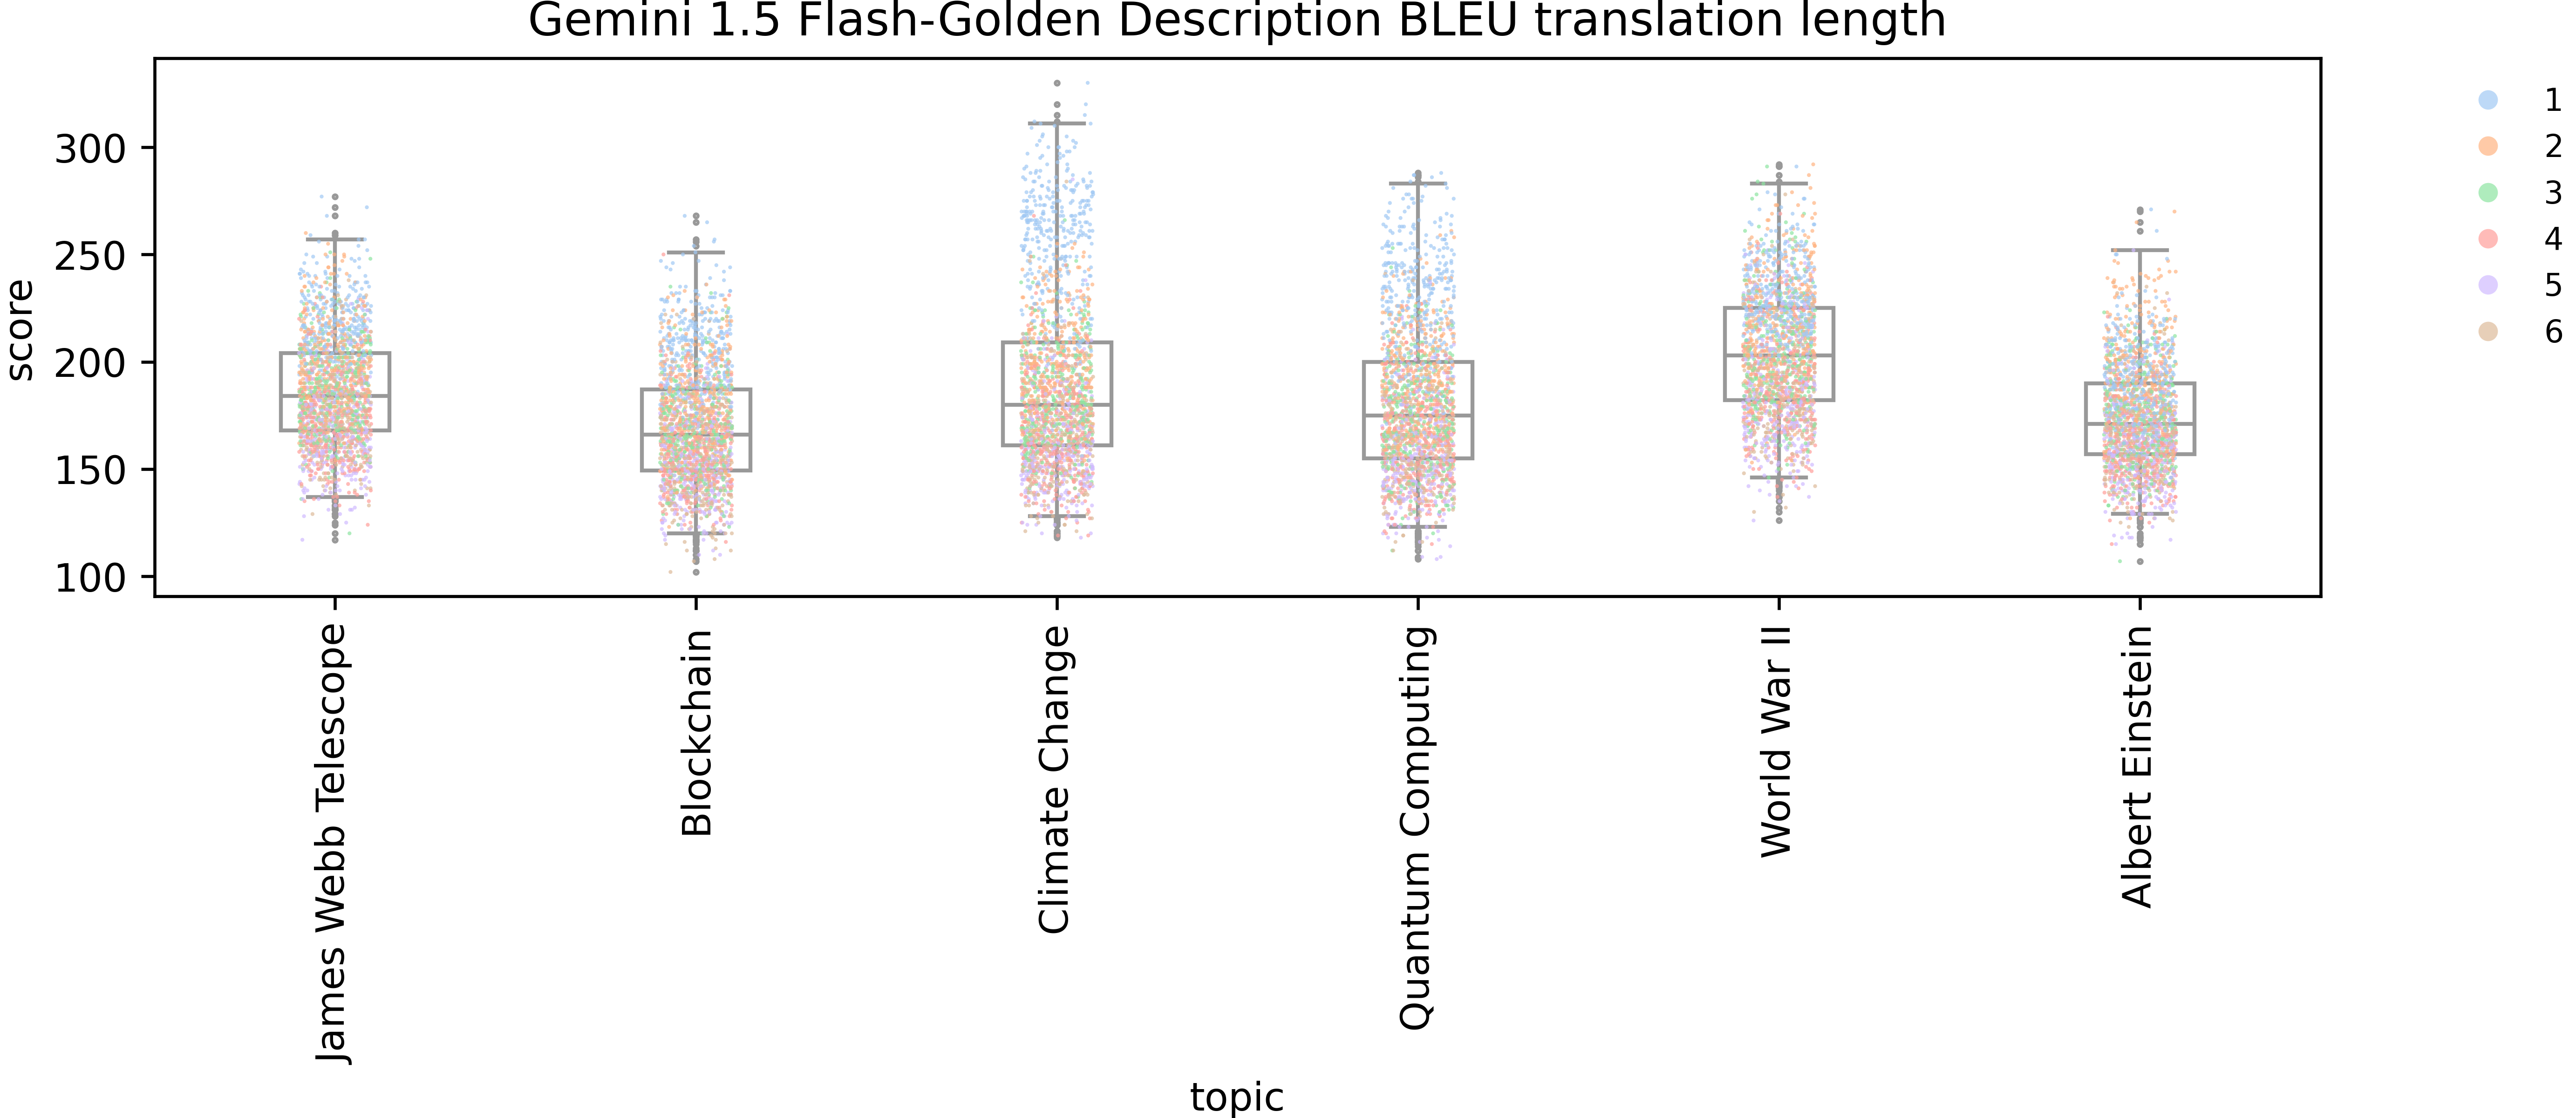 Gemini 1.5 Flash-Golden Description BLEU translation length
score
300
250
200
150
100
James Webb Telescope
Blockchain
Climate Change
Quantum Computing
World War II
Albert Einstein
topic
1
2
3
4
5
6